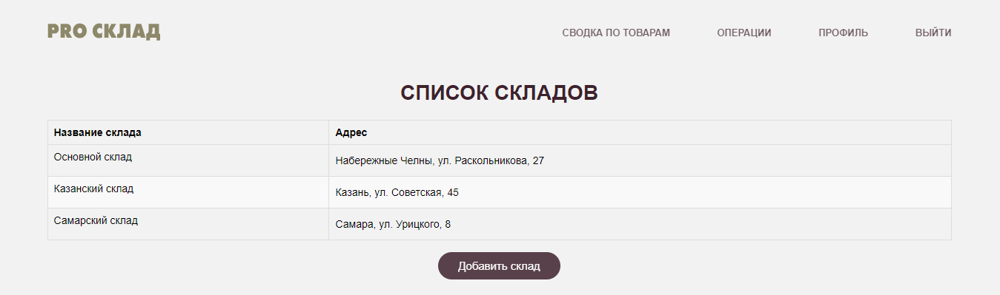 PRO СКЛАД
СВОДКА ПО ТОВАРАМ ОПЕРАЦИИ ПРОФИЛЬ ВЫЙТИ
СПИСОК СКЛАДОВ
Название склада Адрес
Основной склад Набережные Челны, ул. Раскольникова, 27
Казанский склад Казань, ул. Советская, 45
Самарский склад Самара, ул. Урицкого, 8
Добавить склад